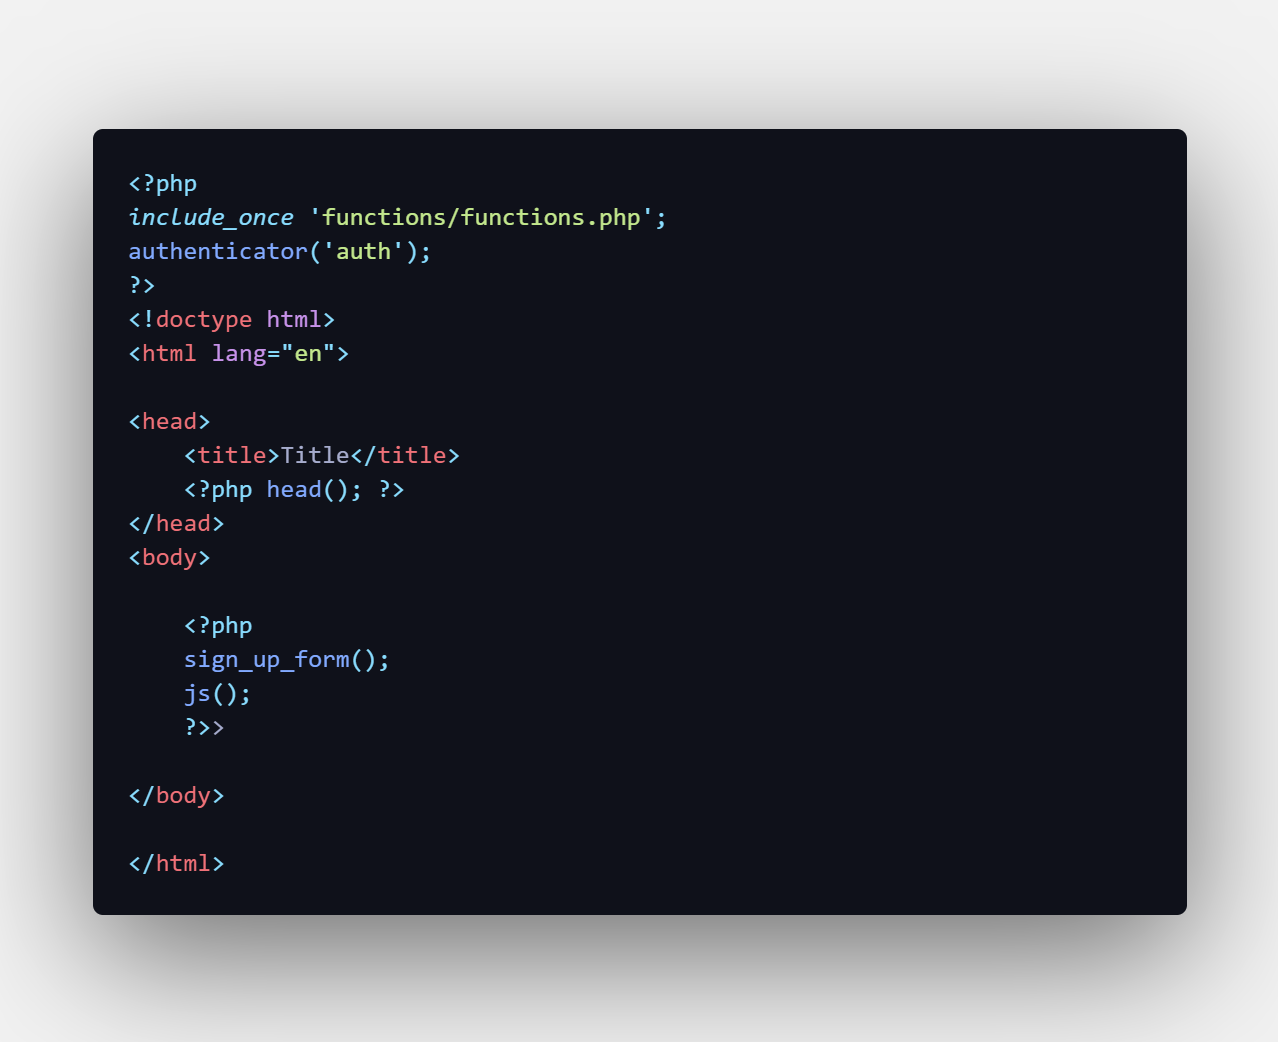 <?php
include_once 'functions/functions.php';
authenticator('auth');
?>
<!doctype html>
<html lang="en">
<head>
    <title>Title</title>
    <?php head(); ?>
</head>
<body>
    <?php
    sign_up_form();
    js();
    ?>>
</body>
</html>